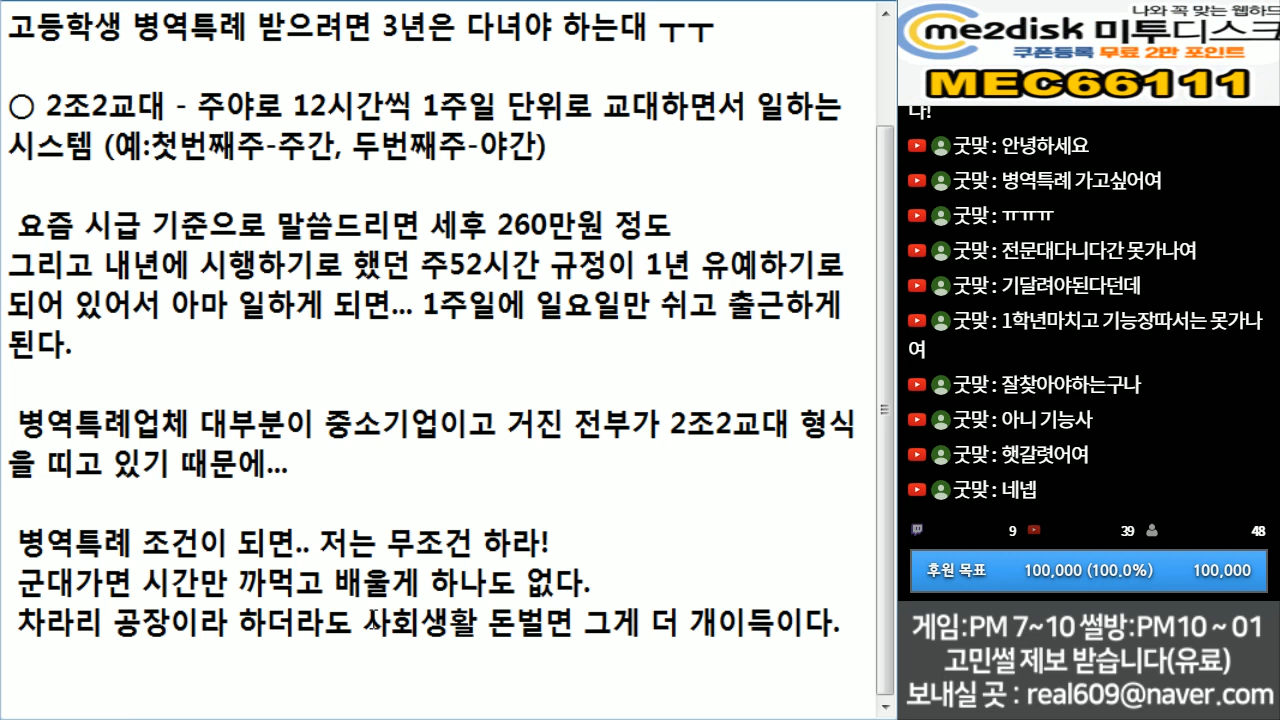 고등학생 병역특례 받으려면 3년은 다녀야 하는대 ㅜㅜ
○ 2조2교대 - 주야로 12시간씩 1주일 단위로 교대하면서 일하는
시스템 (예:첫번째주-주간, 두번째주-야간)
요즘 시급 기준으로 말씀드리면 세후 260만원 정도
그리고 내년에 시행하기로 했던 주52시간 규정이 1년 유예하기로
되어 있어서 아마 일하게 되면... 1주일에 일요일만 쉬고 출근하게
된다.
병역특례업체 대부분이 중소기업이고 거진 전부가 2조2교대 형식
을 띠고 있기 때문에...
병역특례 조건이 되면.. 저는 무조건 하라!
군대가면 시간만 까먹고 배울게 하나도 없다.
차라리 공장이라 하더라도 사회생활 돈벌면 그게 더 개이득이다.
나와 꼭 맞는 웹하드
me2disk 미투디스크
쿠폰등록 무료 2만 포인트
MEC66111
나!
굿맞 : 안녕하세요
굿맞 : 병역특례 가고싶어여
굿맞 : ㅠㅠㅠ
굿맞 : 전문대다니다간 못가나여
굿맞 : 기달려야된다던데
굿맞 : 1학년마치고 기능장따서는 못가나
여
굿맞 : 잘찾아야하는구나
굿맞 : 아니 기능사
굿맞 : 햇갈렷어여
굿맞 : 네넵
9 39 48
후원 목표 100,000 (100.0%) 100,000
게임:PM 7~10 썰방:PM10 ~ 01
고민썰 제보 받습니다(유료)
보내실 곳 : real609@naver.com